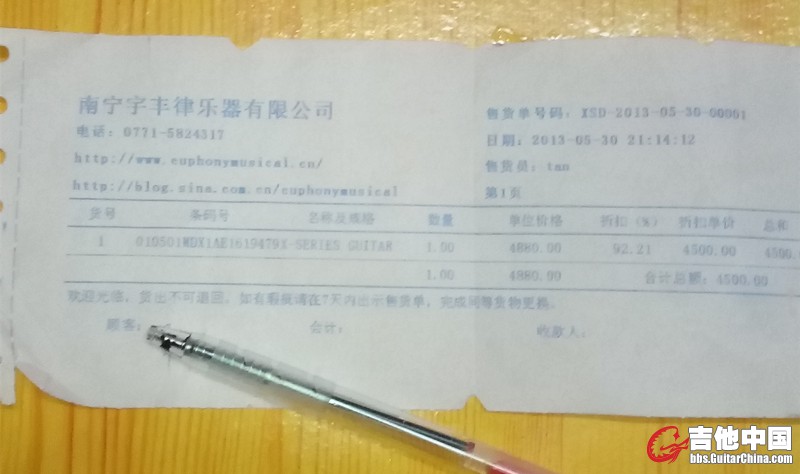 南宁宇丰律乐器有限公司
售货单号码：XSD-2013-05-30-00001
电话：0771-5824317
日期：2013-05-30 21:14:12
http://www.euphonymusical.cn/
售货员：tan
http://blog.sina.com.cn/euphonymusical
第1页
货号 条码号 名称及规格 数量 单位价格 折扣（%） 折扣单价 总和
1 010501MDX1AE1619479X-SERIES GUITAR 1.00 4880.00 92.21 4500.00 4500.
1.00 4880.00 合计总额：4500.00
欢迎光临，货出不可退回。如有瑕疵请在7天内出示售货单，完成同等货物更换。
顾客： 会计： 收款人：
吉他中国
bbs.GuitarChina.com